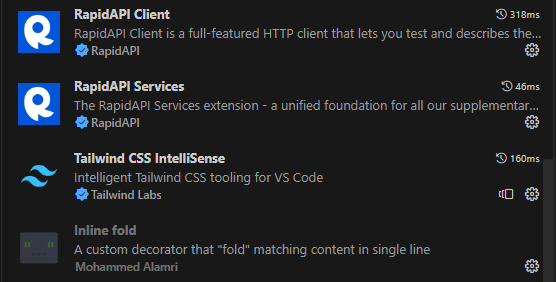 RapidAPI Client
318ms
RapidAPI Client is a full-featured HTTP client that lets you test and describes the...
RapidAPI
RapidAPI Services
46ms
The RapidAPI Services extension - a unified foundation for all our supplementar...
RapidAPI
Tailwind CSS IntelliSense
160ms
Intelligent Tailwind CSS tooling for VS Code
Tailwind Labs
Inline fold
A custom decorator that "fold" matching content in single line
Mohammed Alamri